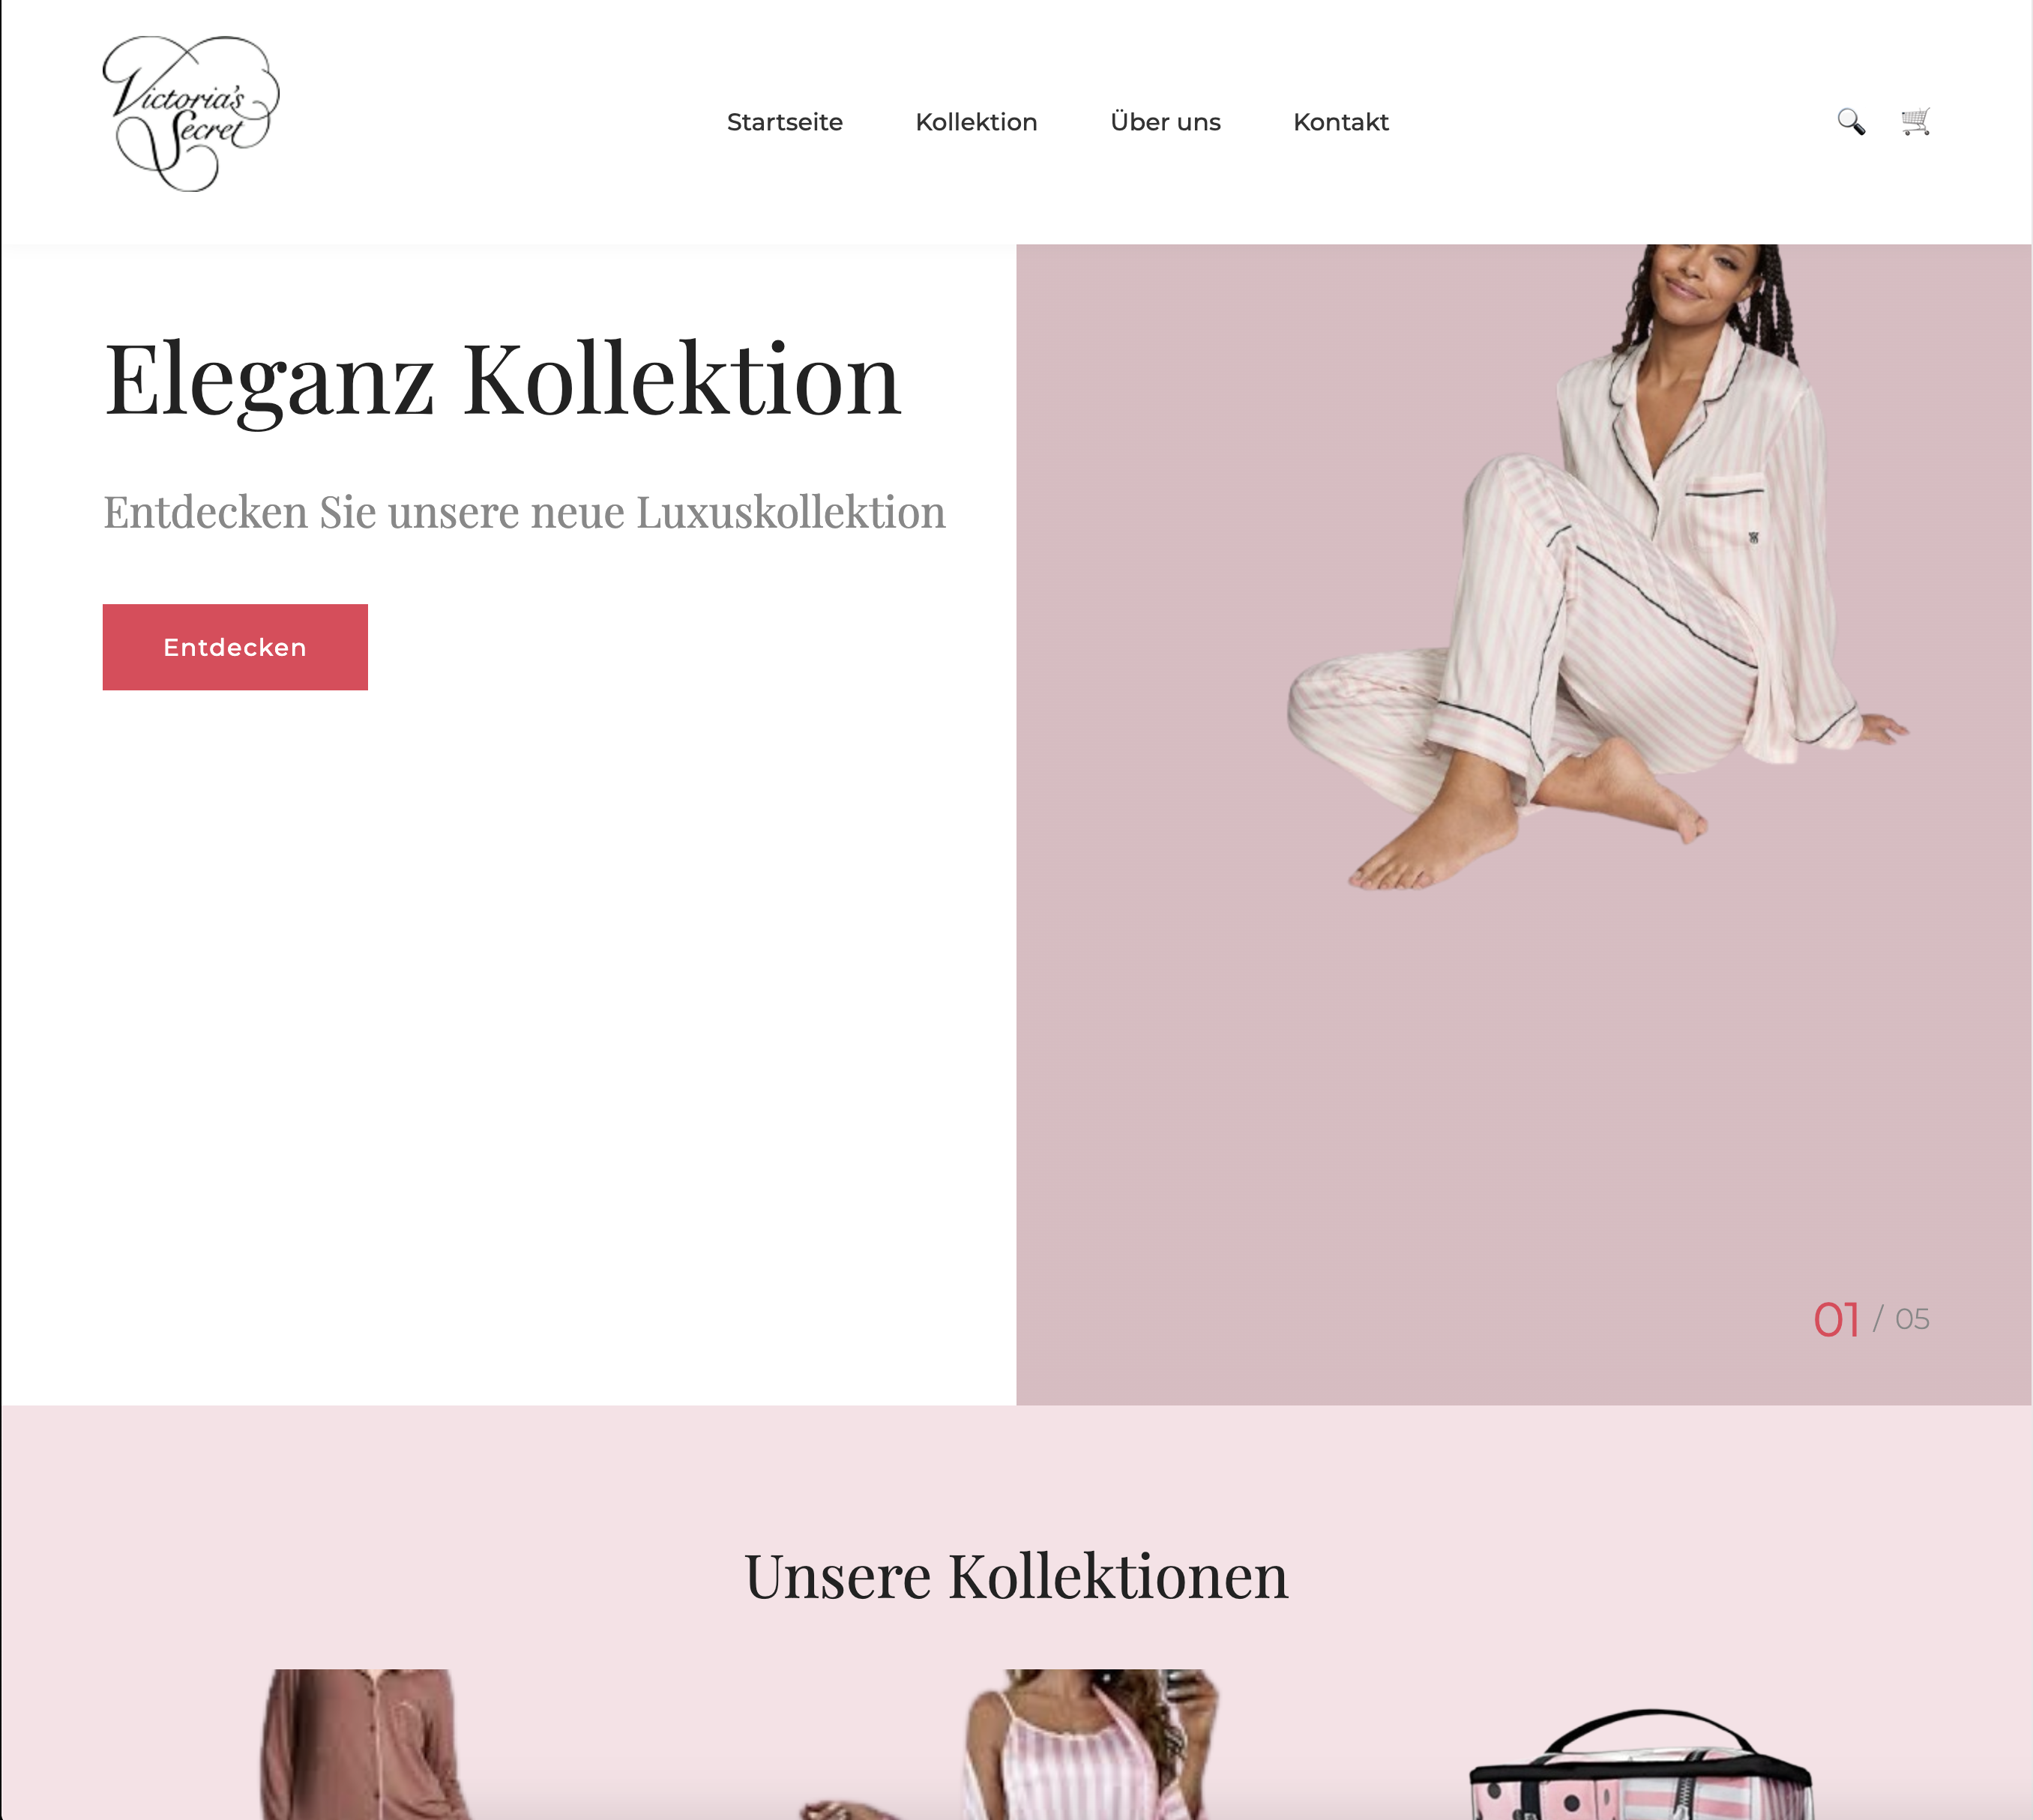 Victoria's
Secret
Startseite Kollektion Über uns Kontakt
Eleganz Kollektion
Entdecken Sie unsere neue Luxuskollektion
Entdecken
01 / 05
Unsere Kollektionen